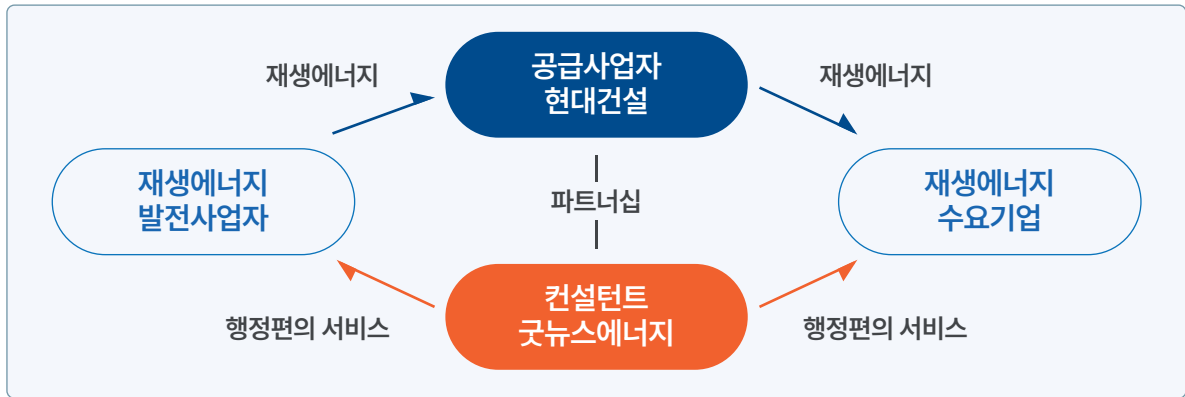 재생에너지
공급사업자
현대건설
재생에너지
재생에너지
발전사업자
파트너십
재생에너지
수요기업
행정편의 서비스
컨설턴트
굿뉴스에너지
행정편의 서비스